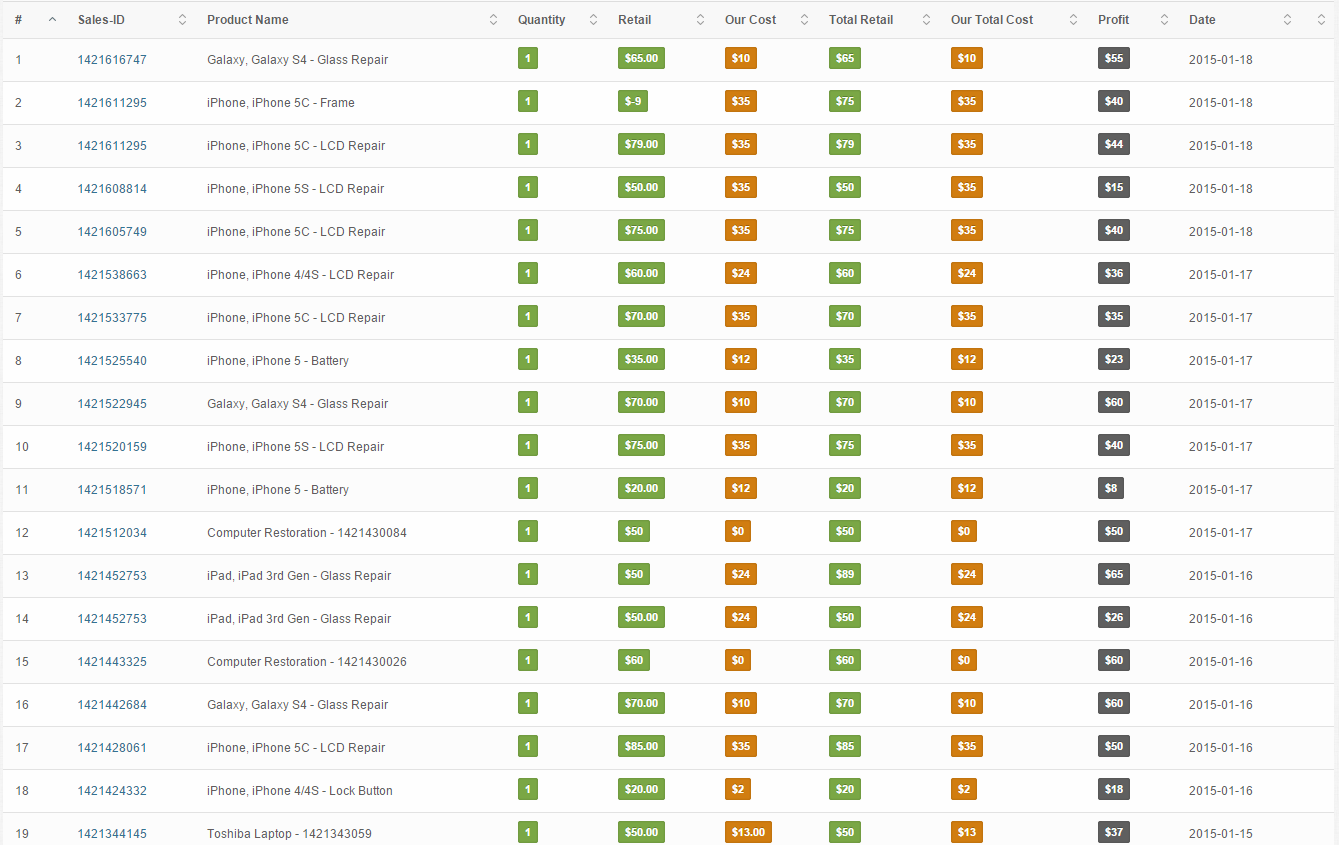 # Sales-ID Product Name Quantity Retail Our Cost Total Retail Our Total Cost Profit Date
1 1421616747 Galaxy, Galaxy S4 - Glass Repair 1 $65.00 $10 $65 $10 $55 2015-01-18
2 1421611295 iPhone, iPhone 5C - Frame 1 $-9 $35 $75 $35 $40 2015-01-18
3 1421611295 iPhone, iPhone 5C - LCD Repair 1 $79.00 $35 $79 $35 $44 2015-01-18
4 1421608814 iPhone, iPhone 5S - LCD Repair 1 $50.00 $35 $50 $35 $15 2015-01-18
5 1421605749 iPhone, iPhone 5C - LCD Repair 1 $75.00 $35 $75 $35 $40 2015-01-18
6 1421538663 iPhone, iPhone 4/4S - LCD Repair 1 $60.00 $24 $60 $24 $36 2015-01-17
7 1421533775 iPhone, iPhone 5C - LCD Repair 1 $70.00 $35 $70 $35 $35 2015-01-17
8 1421525540 iPhone, iPhone 5 - Battery 1 $35.00 $12 $35 $12 $23 2015-01-17
9 1421522945 Galaxy, Galaxy S4 - Glass Repair 1 $70.00 $10 $70 $10 $60 2015-01-17
10 1421520159 iPhone, iPhone 5S - LCD Repair 1 $75.00 $35 $75 $35 $40 2015-01-17
11 1421518571 iPhone, iPhone 5 - Battery 1 $20.00 $12 $20 $12 $8 2015-01-17
12 1421512034 Computer Restoration - 1421430084 1 $50 $0 $50 $0 $50 2015-01-17
13 1421452753 iPad, iPad 3rd Gen - Glass Repair 1 $50 $24 $89 $24 $65 2015-01-16
14 1421452753 iPad, iPad 3rd Gen - Glass Repair 1 $50.00 $24 $50 $24 $26 2015-01-16
15 1421443325 Computer Restoration - 1421430026 1 $60 $0 $60 $0 $60 2015-01-16
16 1421442684 Galaxy, Galaxy S4 - Glass Repair 1 $70.00 $10 $70 $10 $60 2015-01-16
17 1421428061 iPhone, iPhone 5C - LCD Repair 1 $85.00 $35 $85 $35 $50 2015-01-16
18 1421424332 iPhone, iPhone 4/4S - Lock Button 1 $20.00 $2 $20 $2 $18 2015-01-16
19 1421344145 Toshiba Laptop - 1421343059 1 $50.00 $13.00 $50 $13 $37 2015-01-15